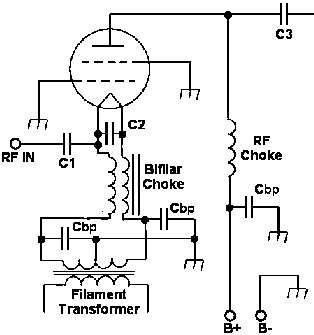 C3
C2
RF IN
C1
Bifilar
Choke
RF
Choke
Cbp
Cbp
Cbp
Filament
Transformer
B+
B-